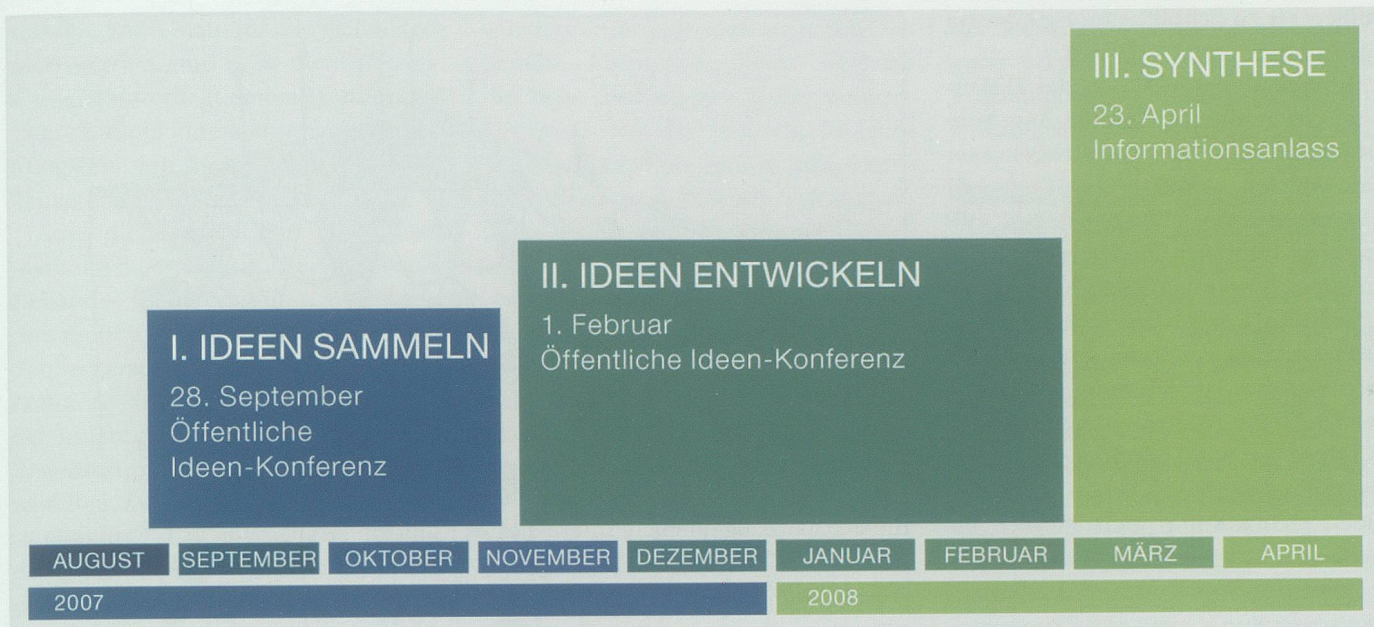 III. SYNTHESE
23. April
Informationsanlass
II. IDEEN ENTWICKELN
1. Februar
Öffentliche Ideen-Konferenz
I. IDEEN SAMMELN
28. September
Öffentliche
Ideen-Konferenz
AUGUST SEPTEMBER OKTOBER NOVEMBER DEZEMBER JANUAR FEBRUAR MÄRZ APRIL
2007 2008